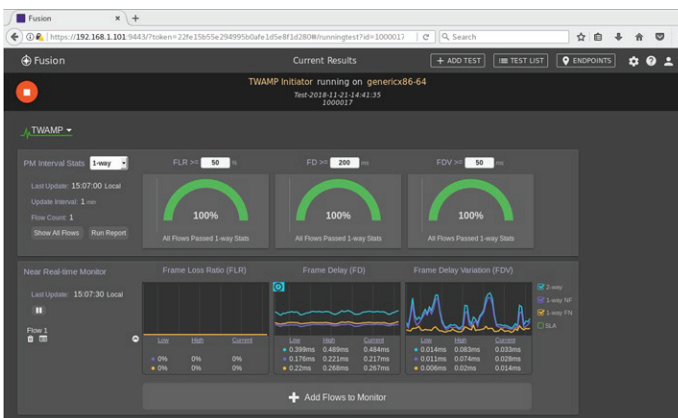 Fusion × +
https://192.168.1.101:9443/?token=22fe15b55e294995b0afe1d5e8f1d280#/runningtest?id=1000017 Search
Fusion Current Results + ADD TEST TEST LIST ENDPOINTS
TWAMP Initiator running on genericx86-64
Test-2018-11-21-14:41:35
1000017
TWAMP
PM Interval Stats 1-way FLR >= 50 % FD >= 200 ms FDV >= 50 ms
Last Update: 15:07:00 Local
Update Interval: 1 min
Flow Count: 1
Show All Flows Run Report
100% 100% 100%
All Flows Passed 1-way Stats All Flows Passed 1-way Stats All Flows Passed 1-way Stats
Near Real-time Monitor Frame Loss Ratio (FLR) Frame Delay (FD) Frame Delay Variation (FDV)
Last Update: 15:07:30 Local
Flow 1
2-way
1-way NF
1-way FN
SLA
Low High Current Low High Current Low High Current
0.399ms 0.489ms 0.484ms 0.014ms 0.083ms 0.033ms
0% 0% 0% 0.176ms 0.221ms 0.217ms 0.011ms 0.074ms 0.028ms
0% 0% 0% 0.22ms 0.268ms 0.267ms 0.006ms 0.02ms 0.014ms
+ Add Flows to Monitor